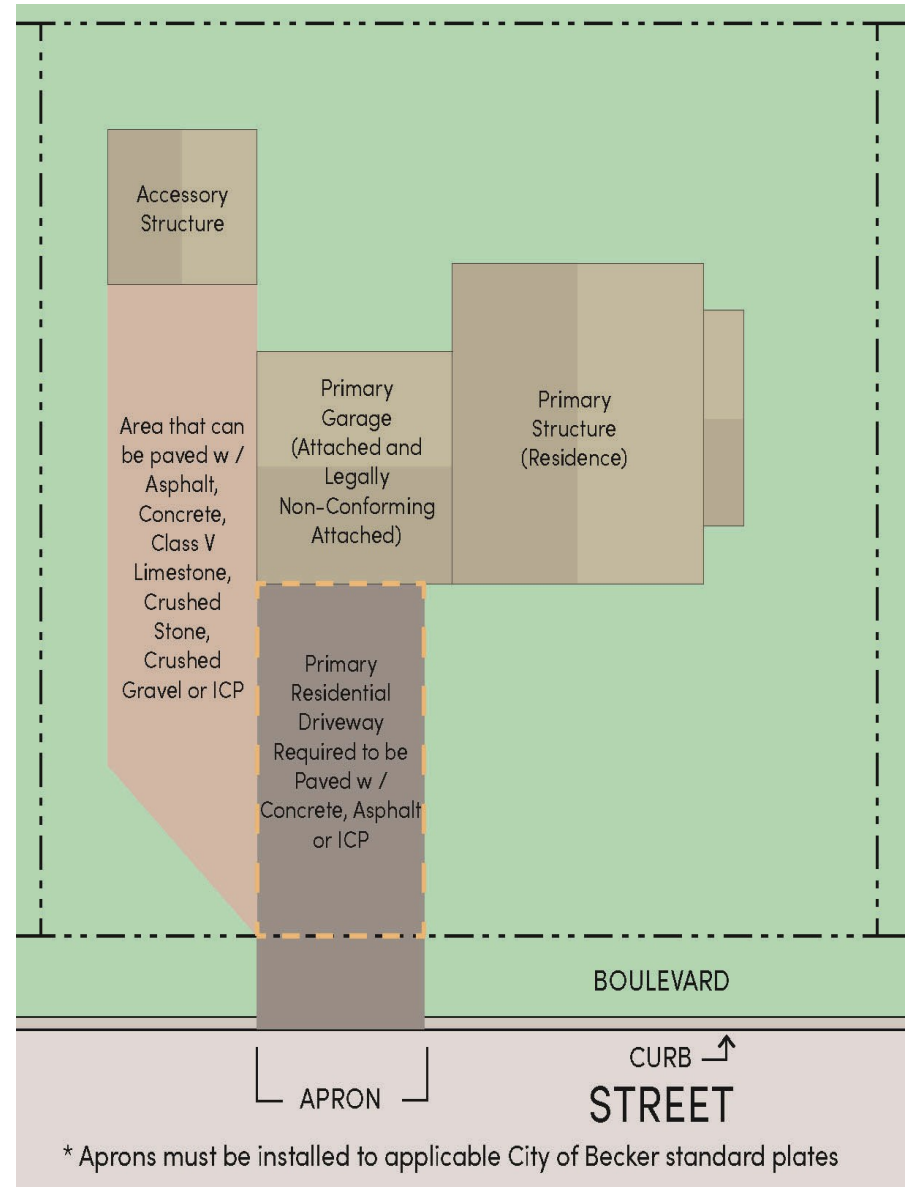 Accessory
Structure
Primary
Garage
(Attached and
Legally
Non-Conforming
Attached)
Primary
Structure
(Residence)
Area that can
be paved w /
Asphalt,
Concrete,
Class V
Limestone,
Crushed
Stone,
Crushed
Gravel or ICP
Primary
Residential
Driveway
Required to be
Paved w /
Concrete, Asphalt
or ICP
BOULEVARD
CURB
APRON
STREET
* Aprons must be installed to applicable City of Becker standard plates